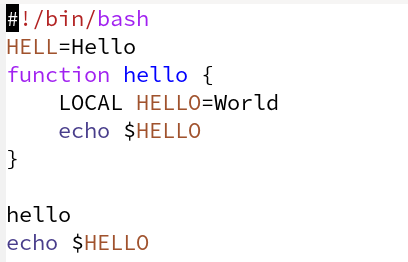 #!/bin/bash
HELL=Hello
function hello {
    LOCAL HELLO=World
    echo $HELLO
}

hello
echo $HELLO